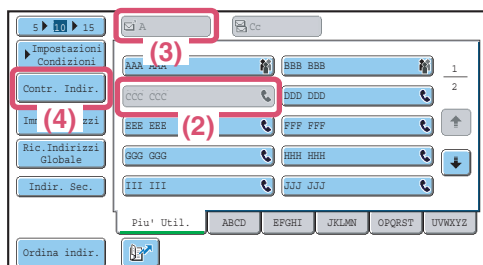 5 10 15
A
Cc
(3)
Impostazioni
Condizioni
AAA AAA
BBB BBB
1
2
Contr. Indir.
CCC CCC
DDD DDD
(4)
(2)
EEE EEE
FFF FFF
Ric.Indirizzi
Globale
GGG GGG
HHH HHH
Indir. Sec.
III III
JJJ JJJ
Piu' Util.
ABCD
EFGHI
JKLMN
OPQRST
UVWXYZ
Ordina indir.